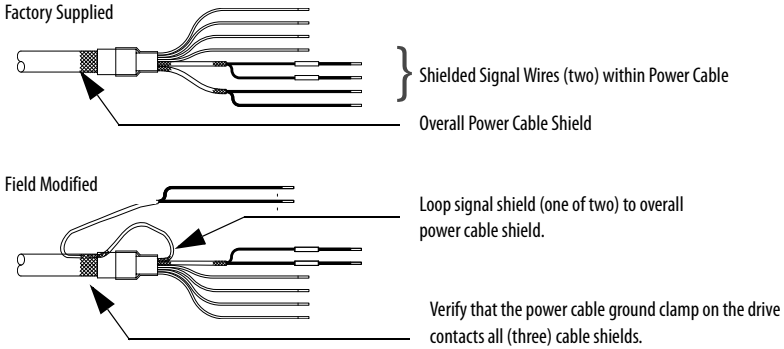 Factory Supplied
Shielded Signal Wires (two) within Power Cable
Overall Power Cable Shield
Field Modified
Loop signal shield (one of two) to overall
power cable shield.
Verify that the power cable ground clamp on the drive
contacts all (three) cable shields.